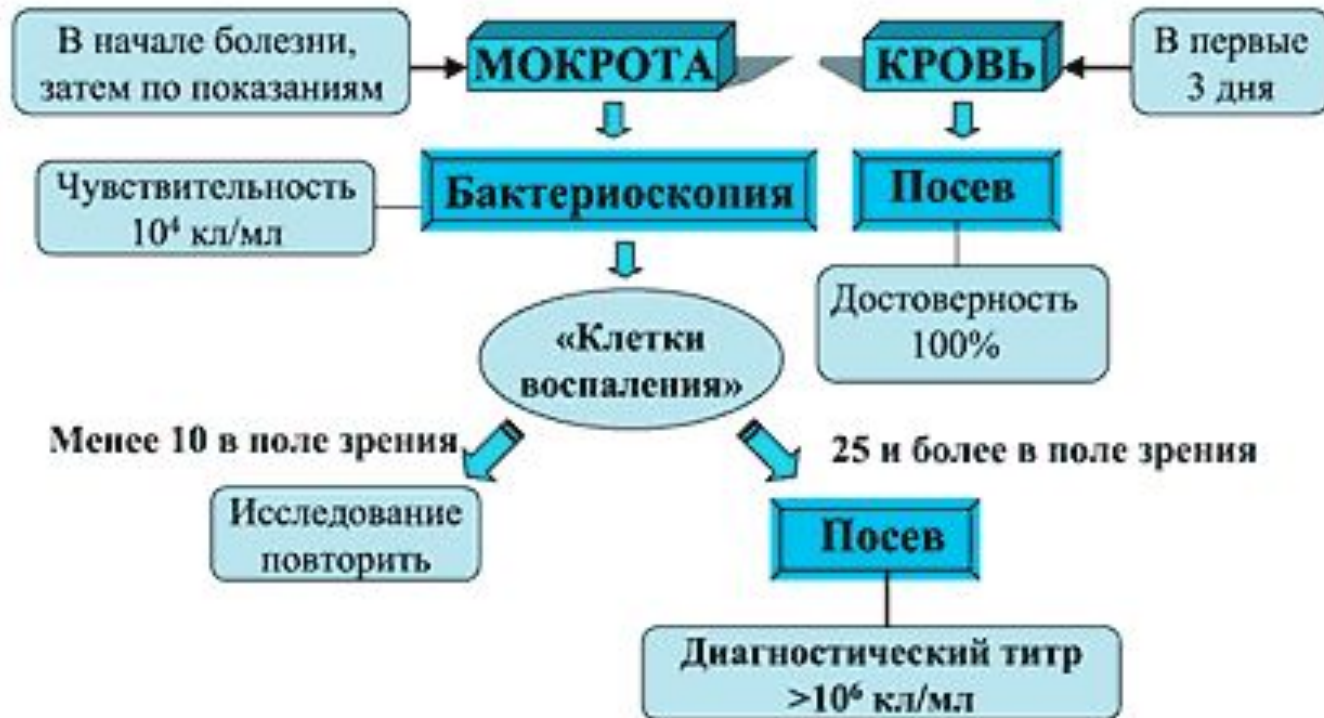 В начале болезни,
затем по показаниям
МОКРОТА
КРОВЬ
В первые
3 дня
Чувствительность
10⁴ кл/мл
Бактериоскопия
Посев
Достоверность
100%
«Клетки
воспаления»
Менее 10 в поле зрения
25 и более в поле зрения
Исследование
повторить
Посев
Диагностический титр
>10⁶ кл/мл